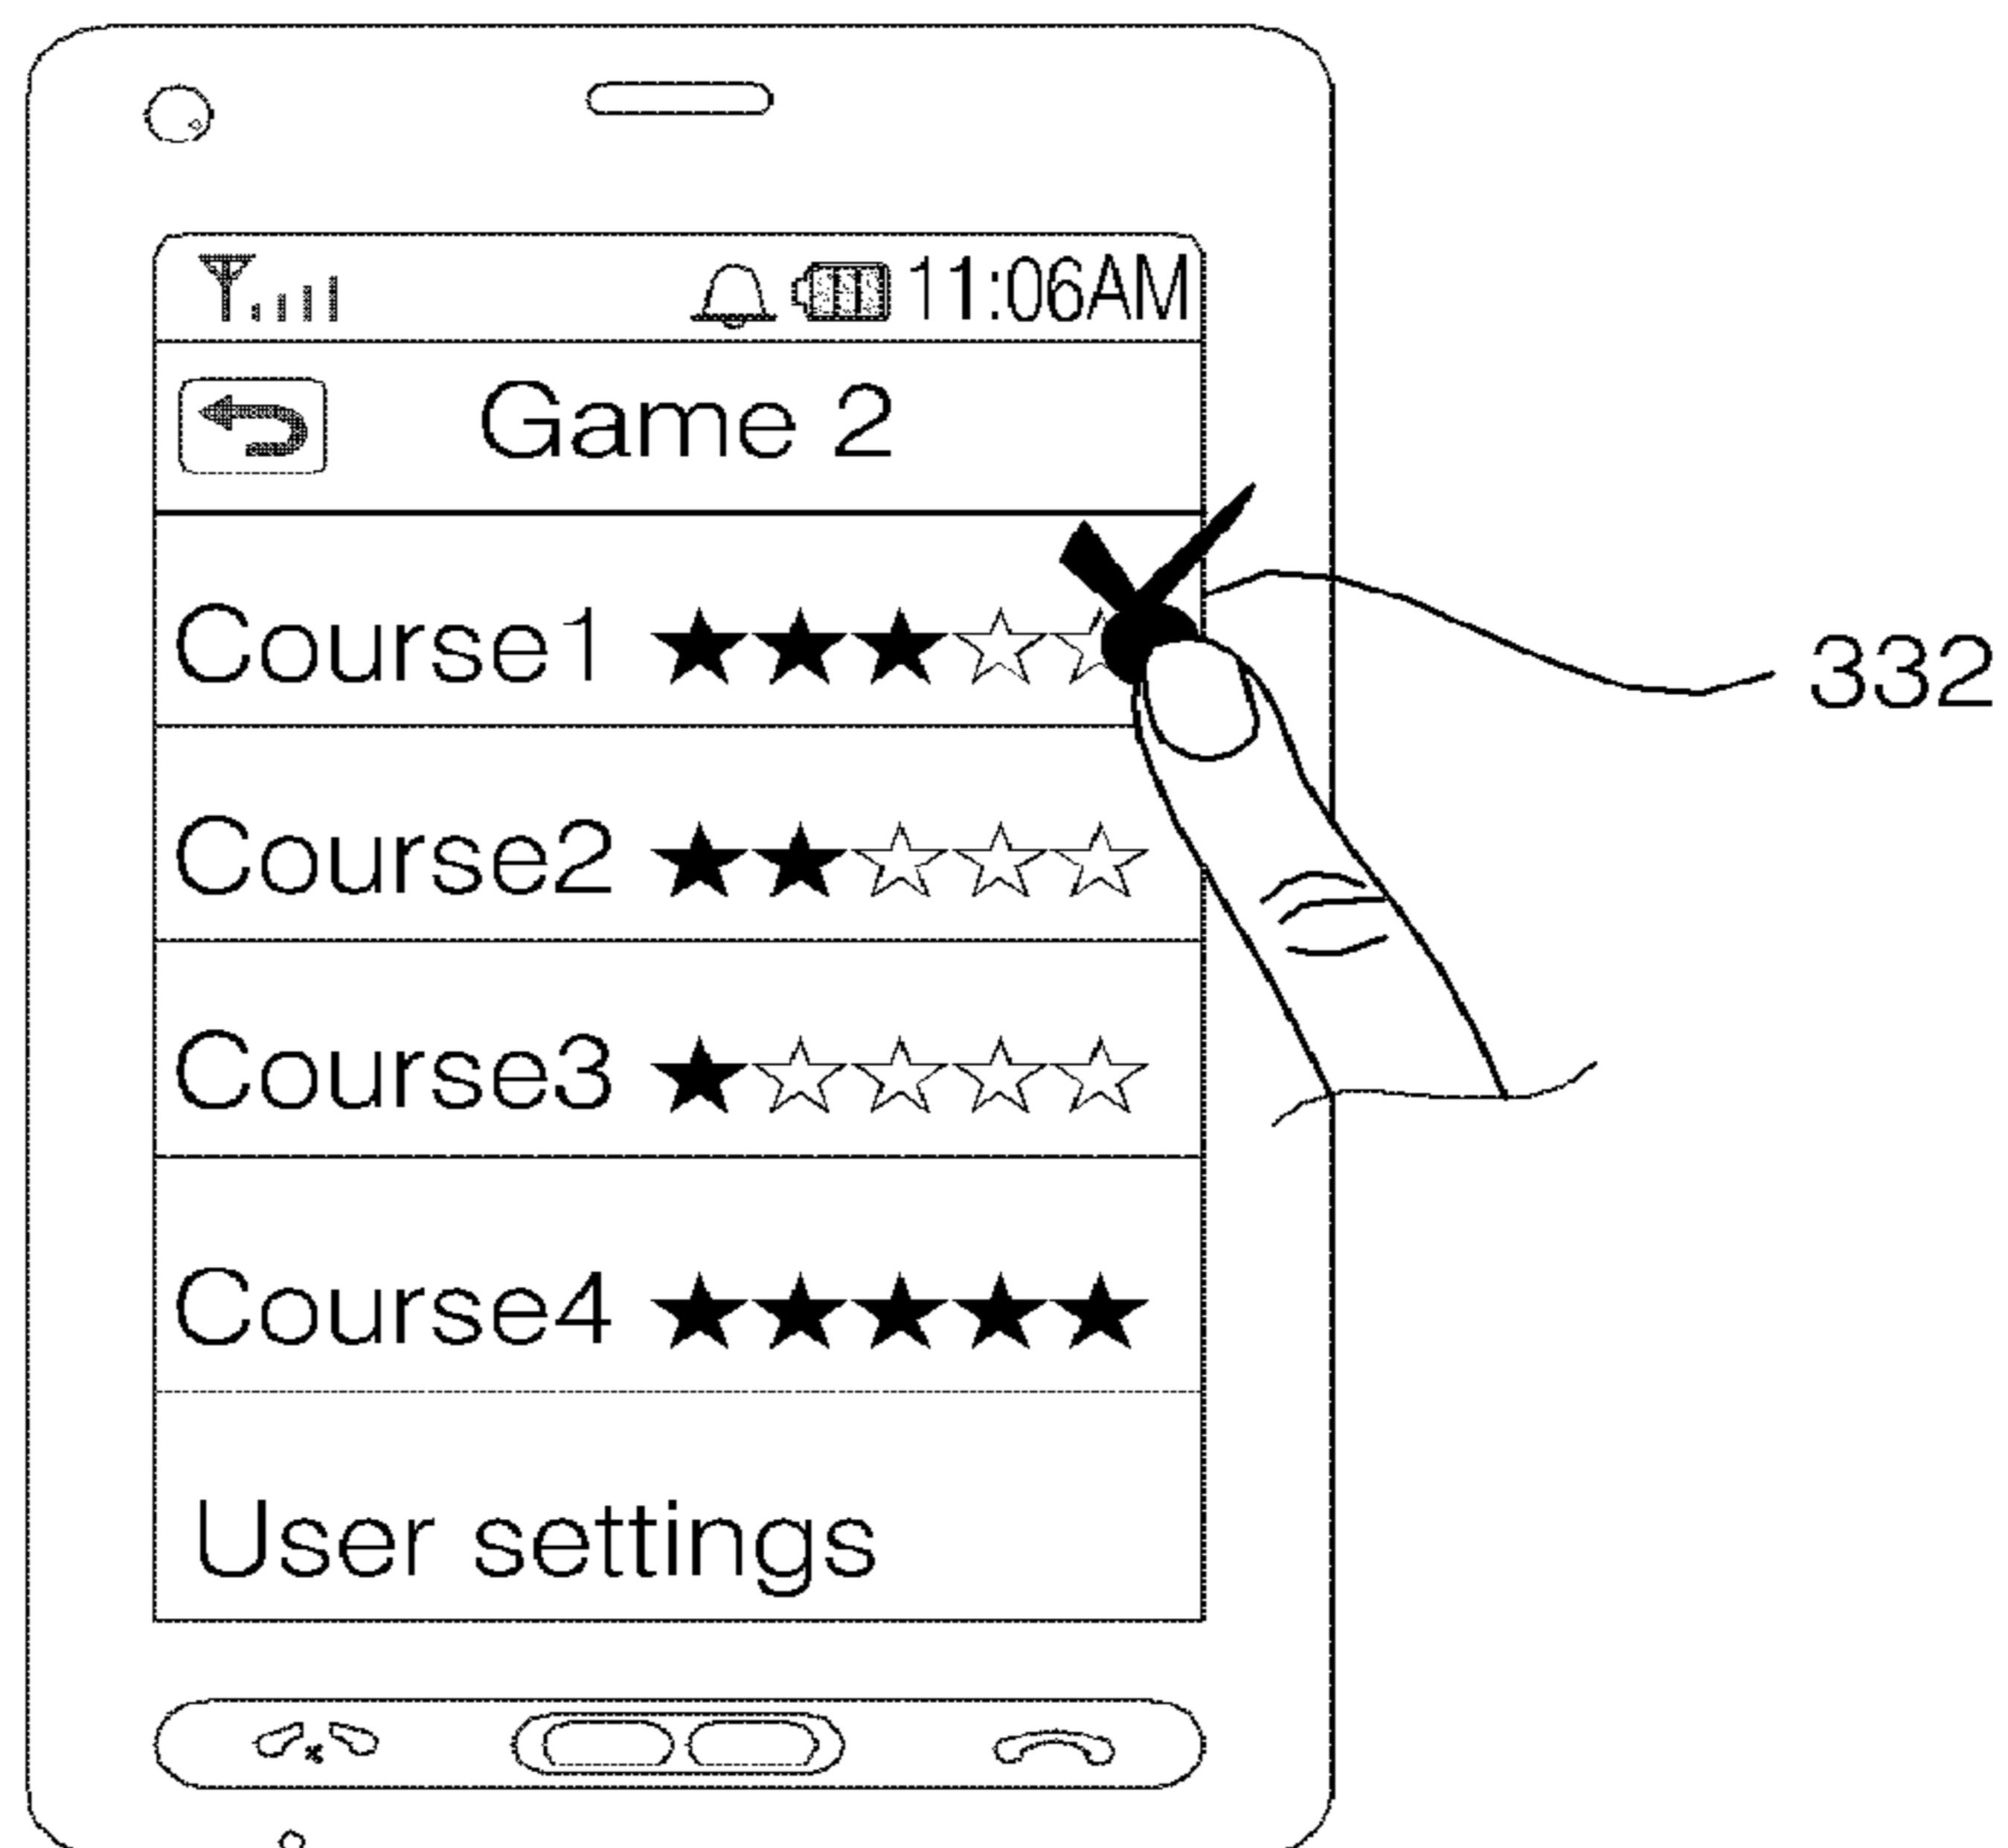 11:06AM
Game 2
Course1 ★★★☆☆
332
Course2 ★★☆☆☆
Course3 ★☆☆☆☆
Course4 ★★★★★
User settings